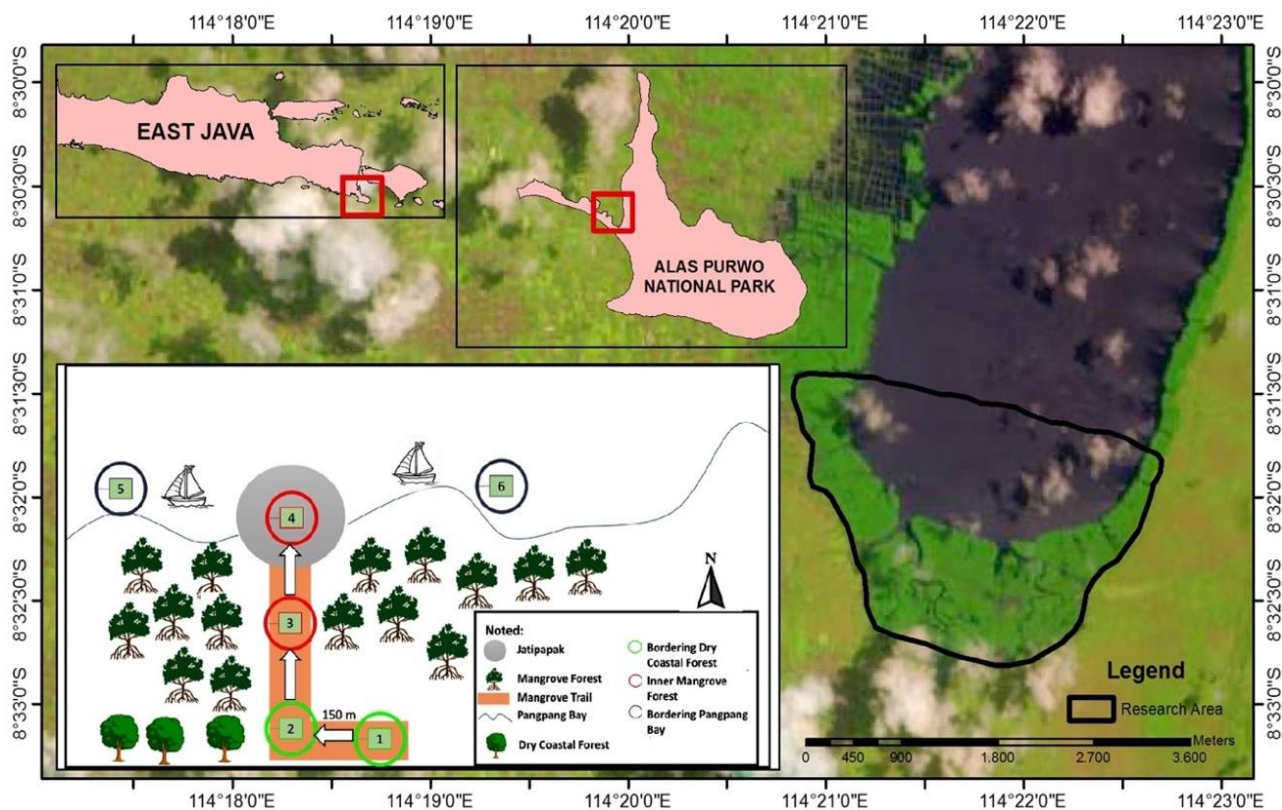 114°18'0"E 114°19'0"E 114°20'0"E 114°21'0"E 114°22'0"E 114°23'0"E
8°30'0"S
8°30'30"S
8°31'0"S
8°31'30"S
8°32'0"S
8°32'30"S
8°33'0"S
EAST JAVA
ALAS PURWO
NATIONAL PARK
5
6
4
3
2
150 m
1
N
Noted:
Jatipapak
Mangrove Forest
Mangrove Trail
Pangpang Bay
Dry Coastal Forest
Bordering Dry
Coastal Forest
Inner Mangrove
Forest
Bordering Pangpang
Bay
8°30'0"S
8°30'30"S
8°31'0"S
8°31'30"S
8°32'0"S
8°32'30"S
8°33'0"S
Legend
Research Area
Meters
0 450 900 1.800 2.700 3.600
114°18'0"E 114°19'0"E 114°20'0"E 114°21'0"E 114°22'0"E 114°23'0"E